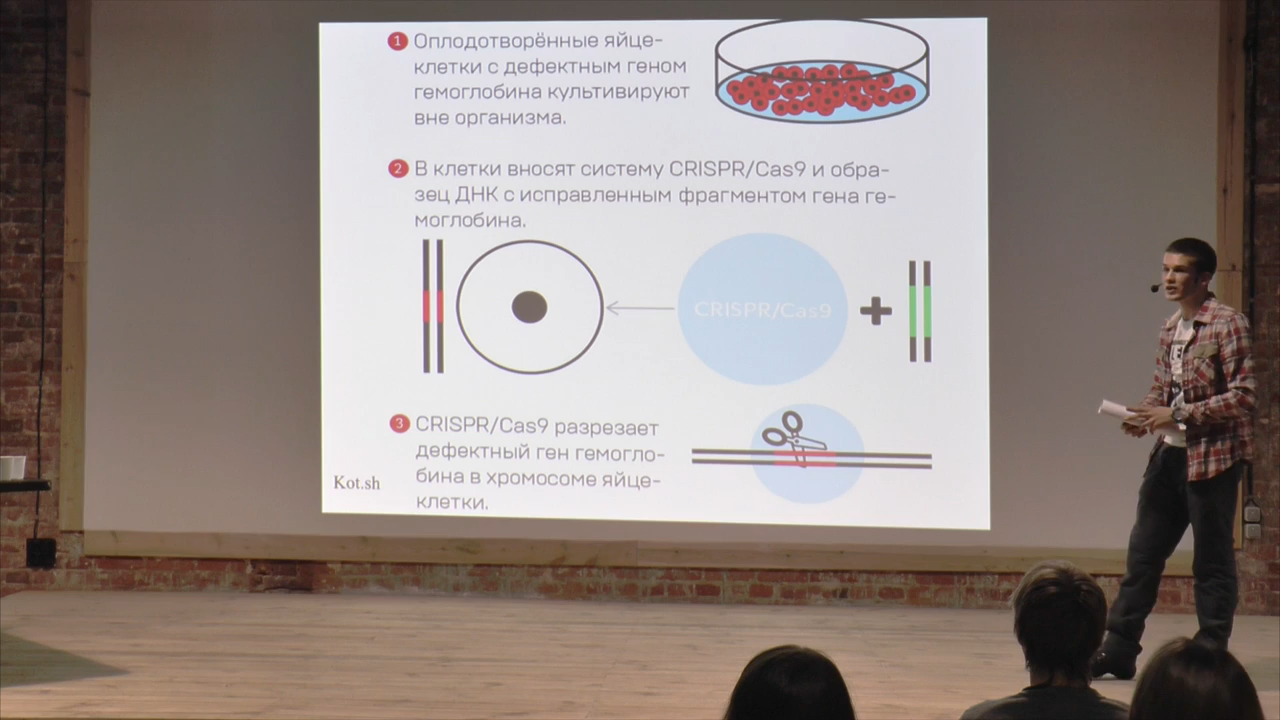 1 Оплодотворённые яйце-
клетки с дефектным геном
гемоглобина культивируют
вне организма.
2 В клетки вносят систему CRISPR/Cas9 и обра-
зец ДНК с исправленным фрагментом гена ге-
моглобина.
CRISPR/Cas9
3 CRISPR/Cas9 разрезает
дефектный ген гемогло-
бина в хромосоме яйце-
клетки.
Kot.sh